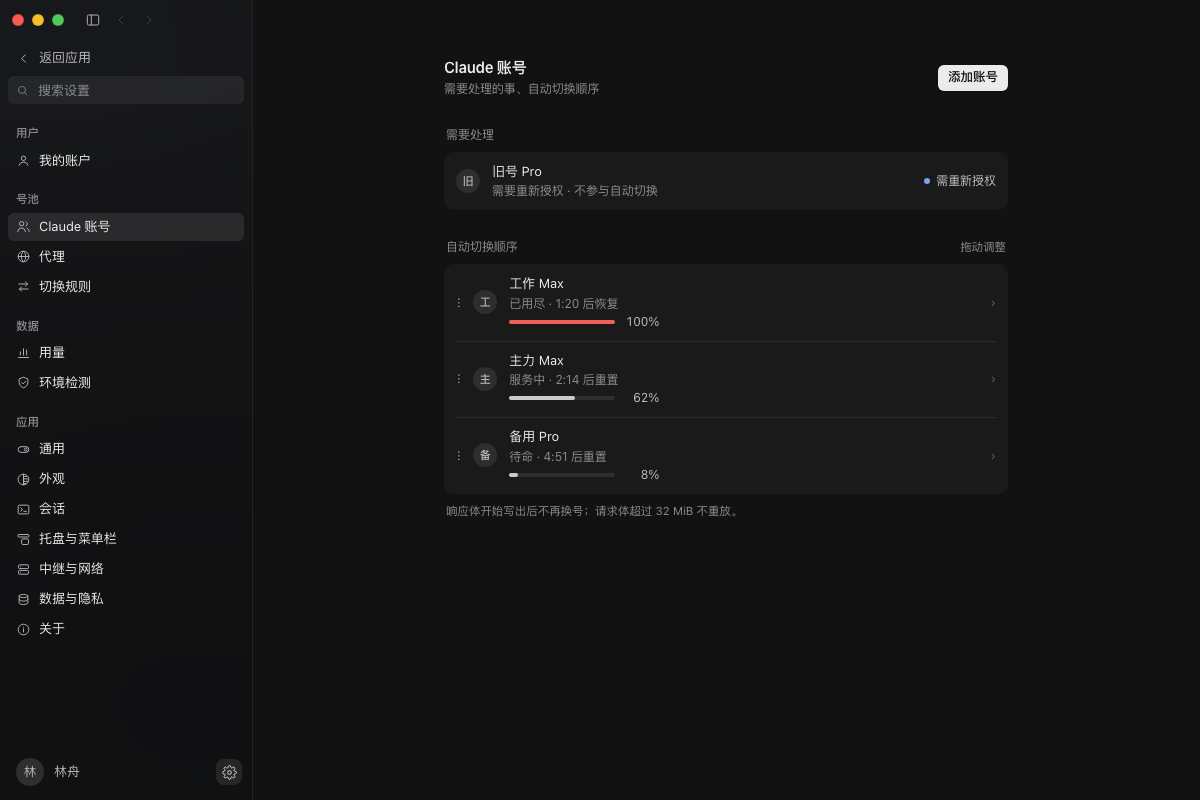 返回应用
搜索设置
用户
我的账户
号池
Claude 账号
代理
切换规则
数据
用量
环境检测
应用
通用
外观
会话
托盘与菜单栏
中继与网络
数据与隐私
关于
林
林舟
Claude 账号
需要处理的事、自动切换顺序
添加账号
需要处理
旧
旧号 Pro
需要重新授权 · 不参与自动切换
需重新授权
自动切换顺序
拖动调整
工
工作 Max
已用尽 · 1:20 后恢复
100%
主
主力 Max
服务中 · 2:14 后重置
62%
备
备用 Pro
待命 · 4:51 后重置
8%
响应体开始写出后不再换号；请求体超过 32 MiB 不重放。